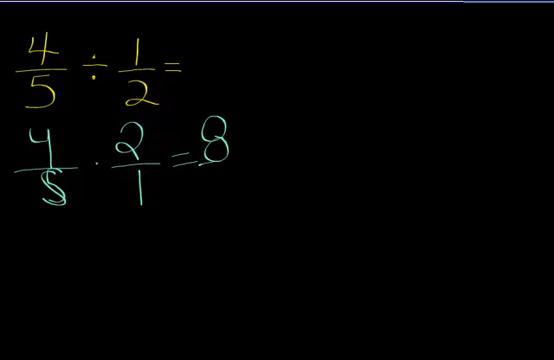 4/5 ÷ 1/2 =
4/5 · 2/1 = 8